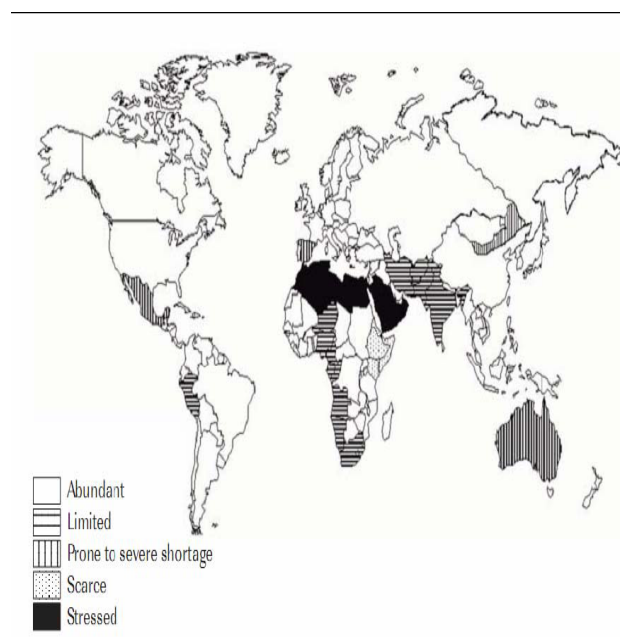 Abundant
Limited
Prone to severe shortage
Scarce
Stressed